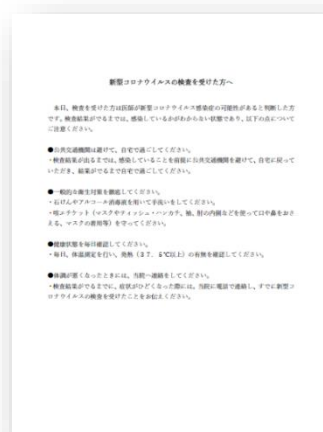 新型コロナウイルスの検査を受けた方へ
本日、検査を受けた方は医師が新型コロナウイルス感染症の可能性があると判断した方
です。検査結果がでるまでは、感染しているかがわからない状態であり、以下の点について
ご注意ください。
●公共交通機関は避けて、自宅で過ごしてください。
・検査結果が出るまでは、感染していることを前提に公共交通機関を避けて、自宅に戻って
いただき、結果がでるまで自宅で過ごしてください。
●一般的な衛生対策を徹底してください。
・石けんやアルコール消毒液を用いて手洗いをしてください。
・咳エチケット（マスクやティッシュ・ハンカチ、袖、肘の内側などを使って口や鼻をおさ
える、マスクの着用等）を守ってください。
●健康状態を毎日確認してください。
・毎日、体温測定を行い、発熱（３７．５℃以上）の有無を確認してください。
●体調が悪くなったときには、当院へ連絡をしてください。
・検査結果がでるまでに、症状がひどくなった際には、当院に電話で連絡し、すでに新型コ
ロナウイルスの検査を受けたことをお伝えください。